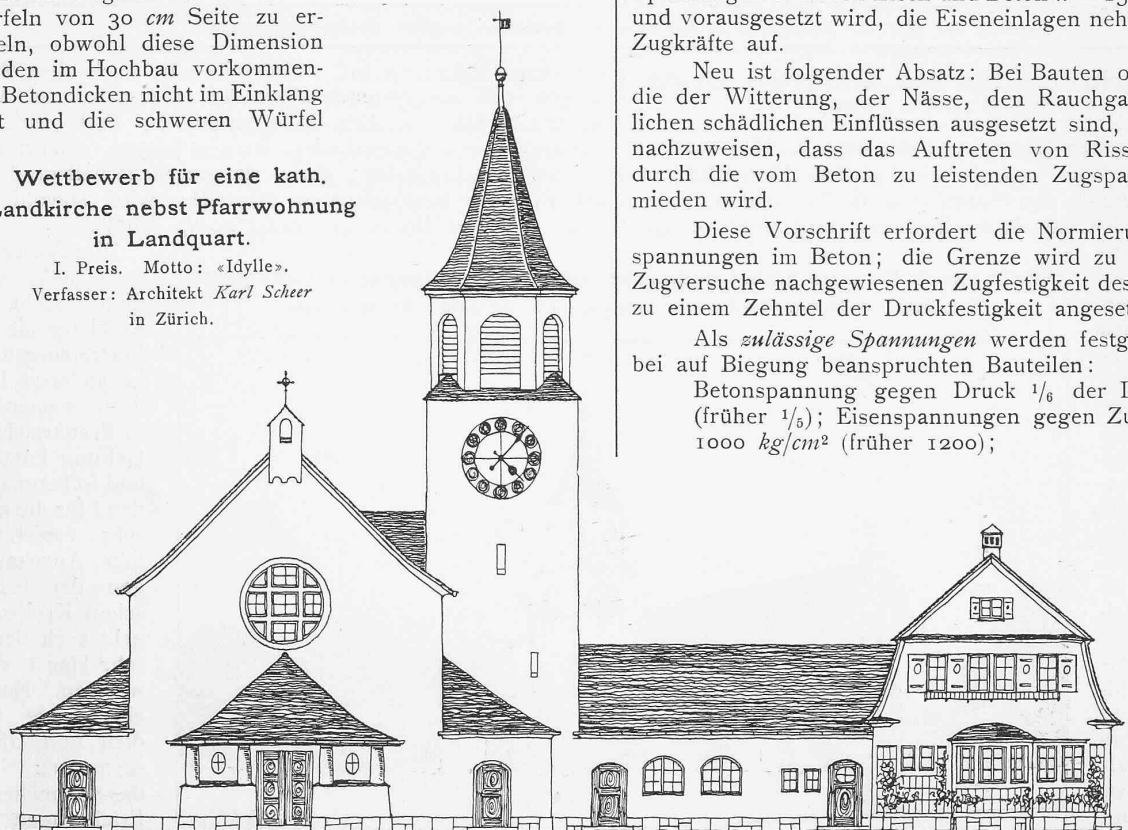 rfeln von 30 cm Seite zu er-
eln, obwohl diese Dimension
den im Hochbau vorkommen-
Betondicken nicht im Einklang
t und die schweren Würfel
Wettbewerb für eine kath.
Landkirche nebst Pfarrwohnung
in Landquart.
I. Preis. Motto: «Idylle».
Verfasser: Architekt Karl Scheer
in Zürich.
und vorausgesetzt wird, die Eiseneinlagen neh
Zugkräfte auf.
Neu ist folgender Absatz: Bei Bauten o
die der Witterung, der Nässe, den Rauchga
lichen schädlichen Einflüssen ausgesetzt sind,
nachzuweisen, dass das Auftreten von Riss
durch die vom Beton zu leistenden Zugspa
mieden wird.
Diese Vorschrift erfordert die Normieru
spannungen im Beton; die Grenze wird zu
Zugversuche nachgewiesenen Zugfestigkeit des
zu einem Zehntel der Druckfestigkeit angeset
Als zulässige Spannungen werden festg
bei auf Biegung beanspruchten Bauteilen:
Betonspannung gegen Druck 1/6 der D
(früher 1/5); Eisenspannungen gegen Zu
1000 kg/cm² (früher 1200);